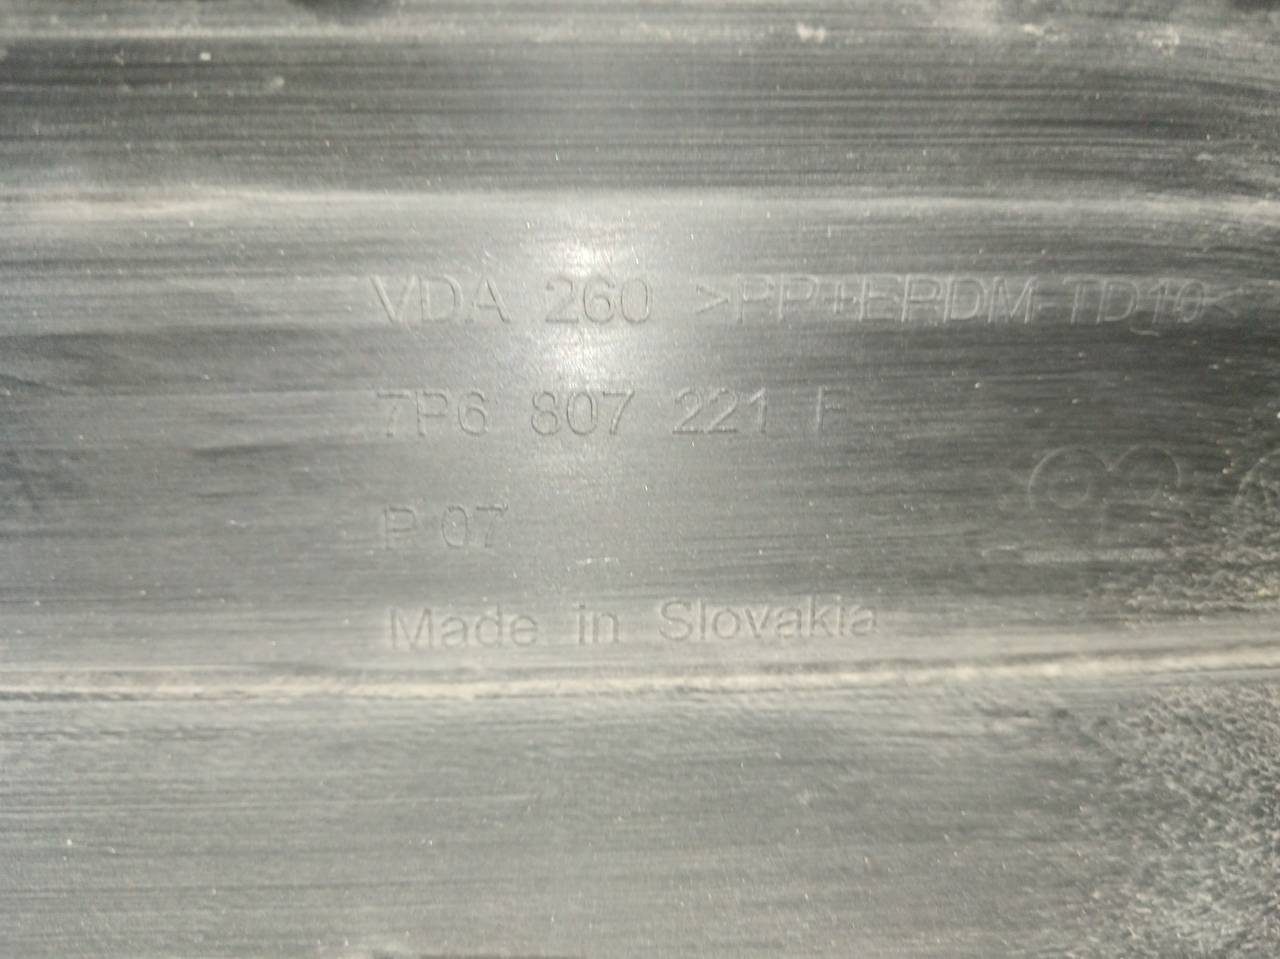 VDA 260 >PP+EPDM-TD10<
7P6 807 221 F
P 07
Made in Slovakia